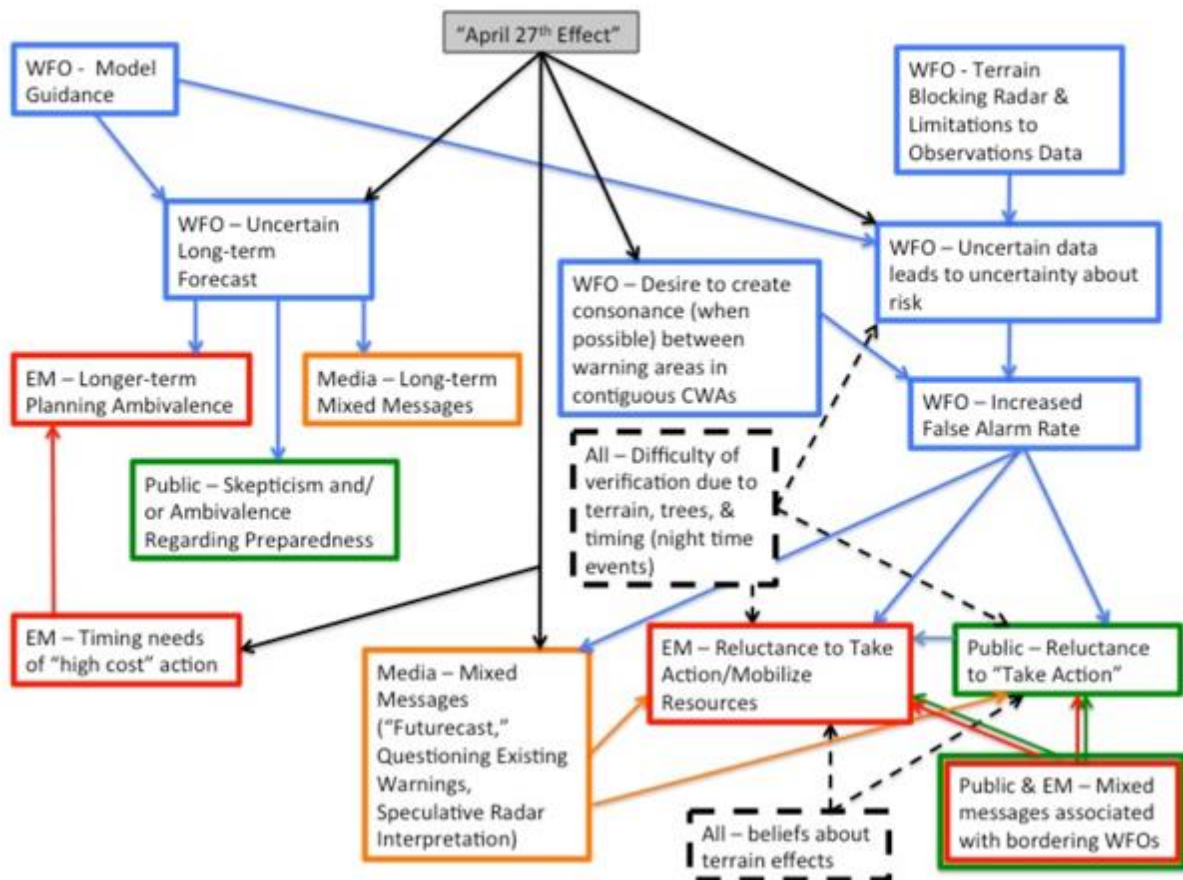 “April 27th Effect”
WFO - Model
Guidance
WFO - Terrain
Blocking Radar &
Limitations to
Observations Data
WFO – Uncertain
Long-term
Forecast
WFO – Desire to create
consonance (when
possible) between
warning areas in
contiguous CWAs
WFO – Uncertain data
leads to uncertainty about
risk
EM – Longer-term
Planning Ambivalence
Media – Long-term
Mixed Messages
WFO – Increased
False Alarm Rate
Public – Skepticism and/
or Ambivalence
Regarding Preparedness
All – Difficulty of
verification due to
terrain, trees, &
timing (night time
events)
EM – Timing needs
of “high cost” action
Media – Mixed
Messages
(“Futurecast,”
Questioning Existing
Warnings,
Speculative Radar
Interpretation)
EM – Reluctance to Take
Action/Mobilize
Resources
Public – Reluctance
to “Take Action”
All – beliefs about
terrain effects
Public & EM – Mixed
messages associated
with bordering WFOs